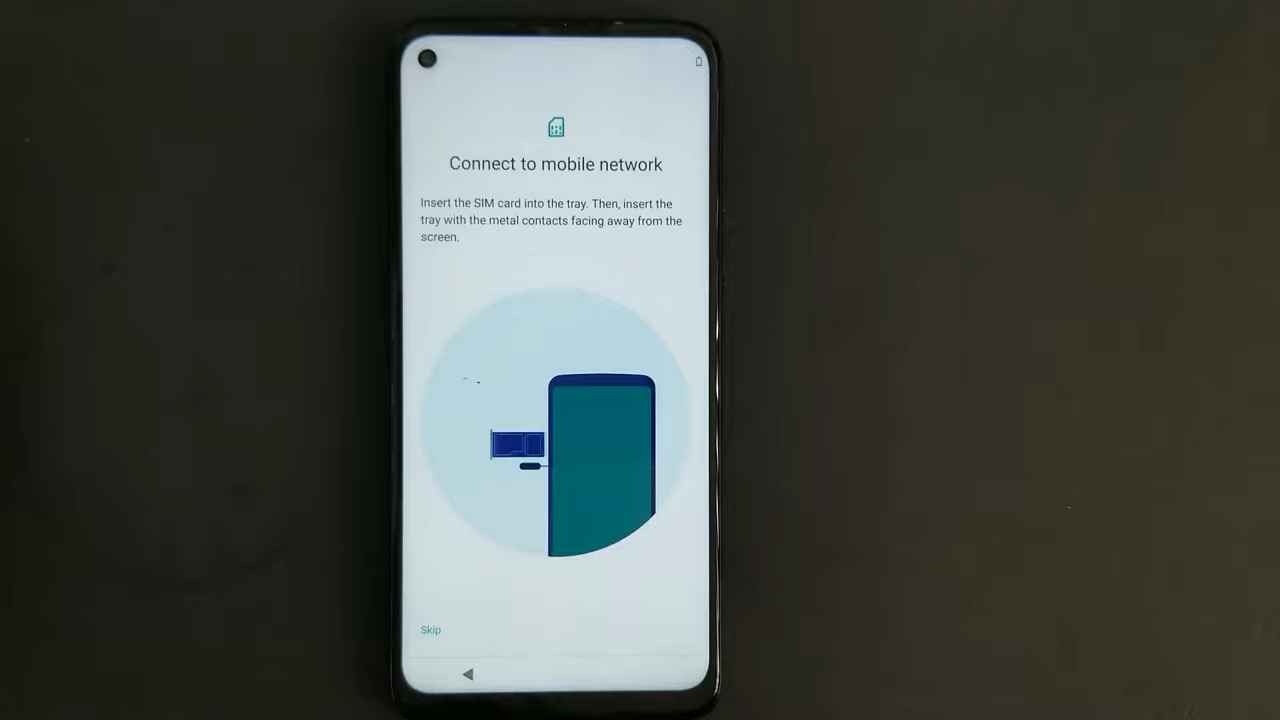 Connect to mobile network
Insert the SIM card into the tray. Then, insert the
tray with the metal contacts facing away from the
screen.
Skip